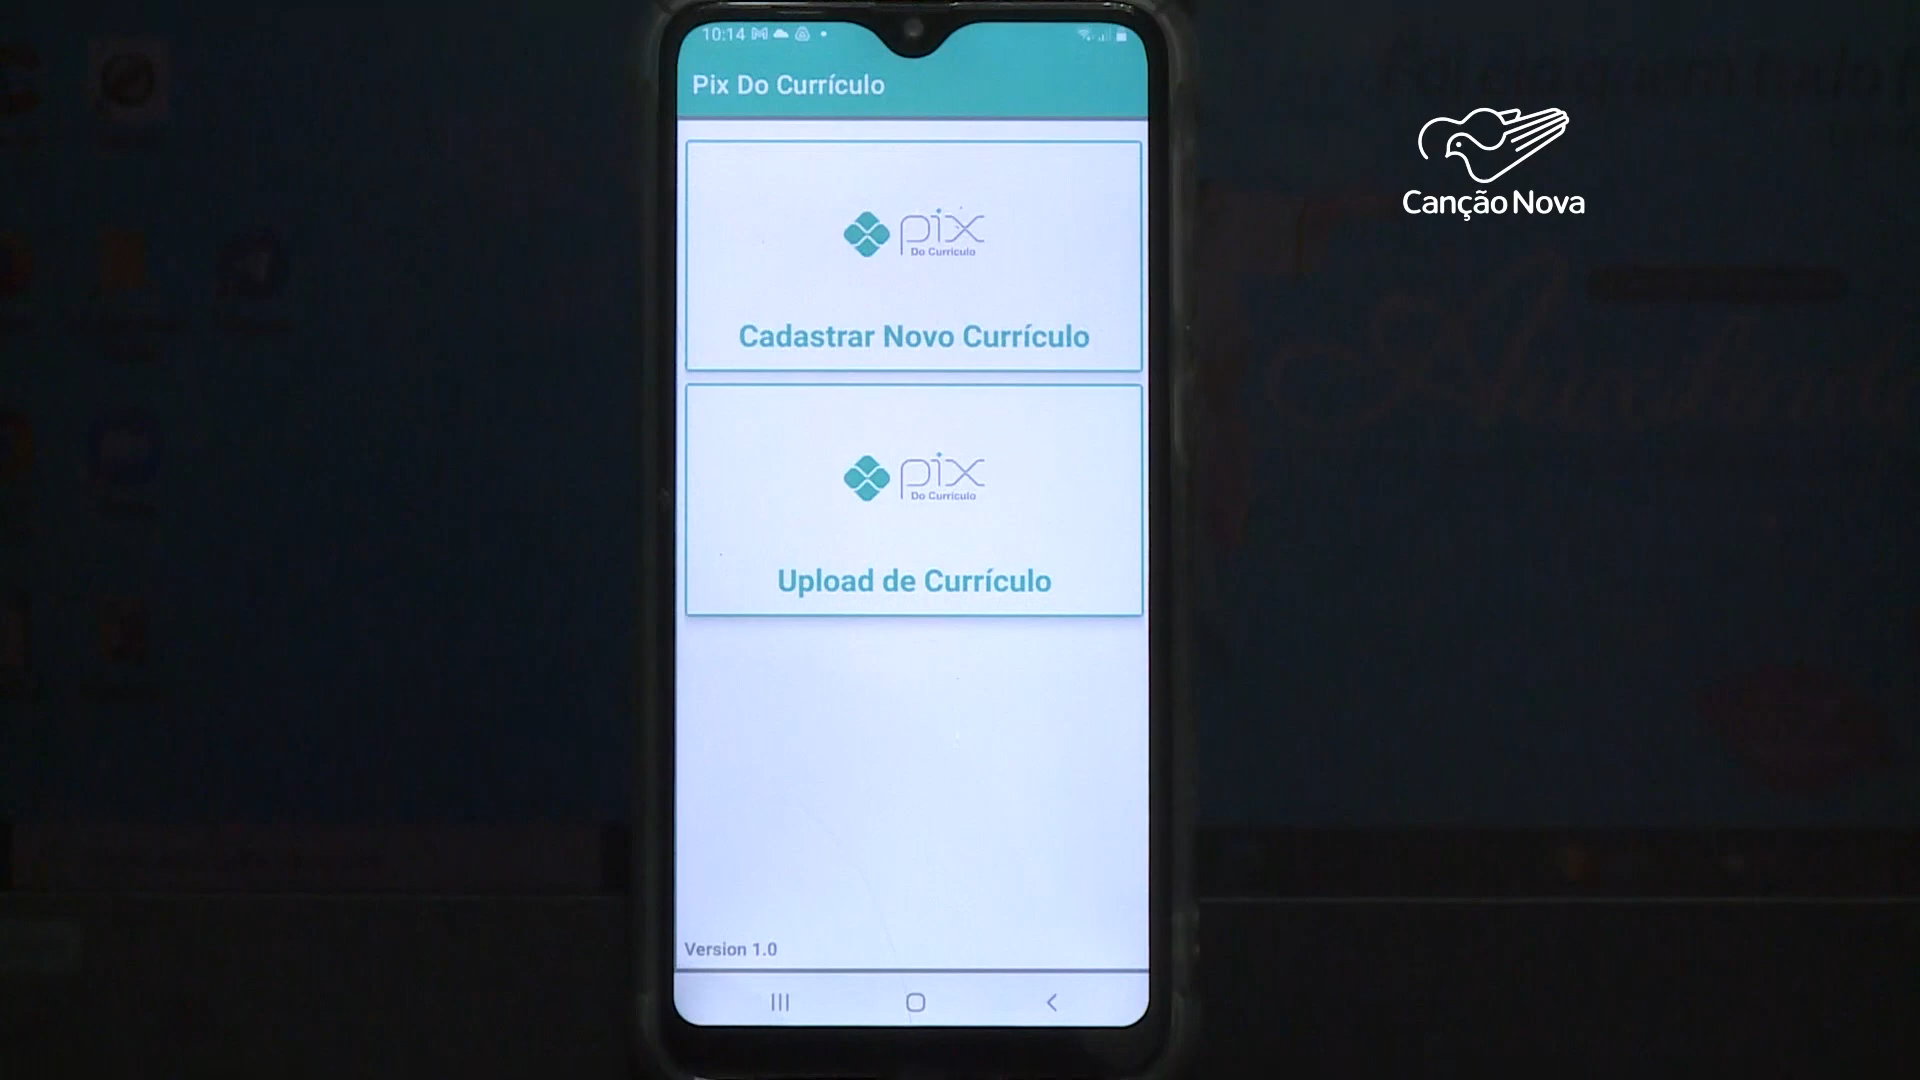 10:14
Pix Do Currículo
Canção Nova
pix
Do Currículo
Cadastrar Novo Currículo
pix
Do Currículo
Upload de Currículo
Version 1.0